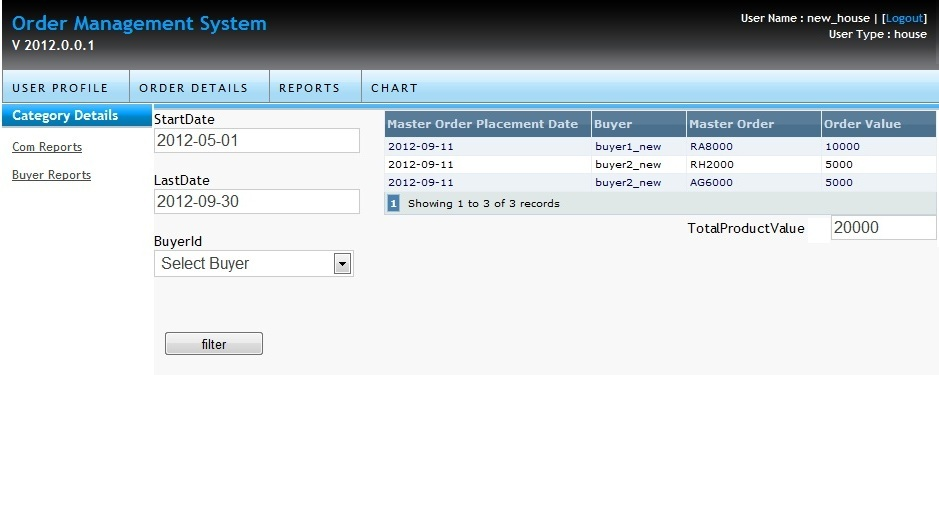 Order Management System
V 2012.0.0.1
User Name : new_house | [Logout]
User Type : house
USER PROFILE ORDER DETAILS REPORTS CHART
Category Details
Com Reports
Buyer Reports
StartDate
2012-05-01
LastDate
2012-09-30
BuyerId
Select Buyer
filter
Master Order Placement Date Buyer Master Order Order Value
2012-09-11 buyer1_new RA8000 10000
2012-09-11 buyer2_new RH2000 5000
2012-09-11 buyer2_new AG6000 5000
1 Showing 1 to 3 of 3 records
TotalProductValue 20000